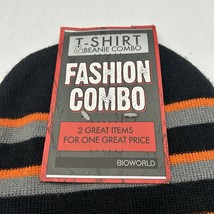 T-SHIRT
& BEANIE COMBO
FASHION
COMBO
2 GREAT ITEMS
FOR ONE GREAT PRICE
BIOWORLD